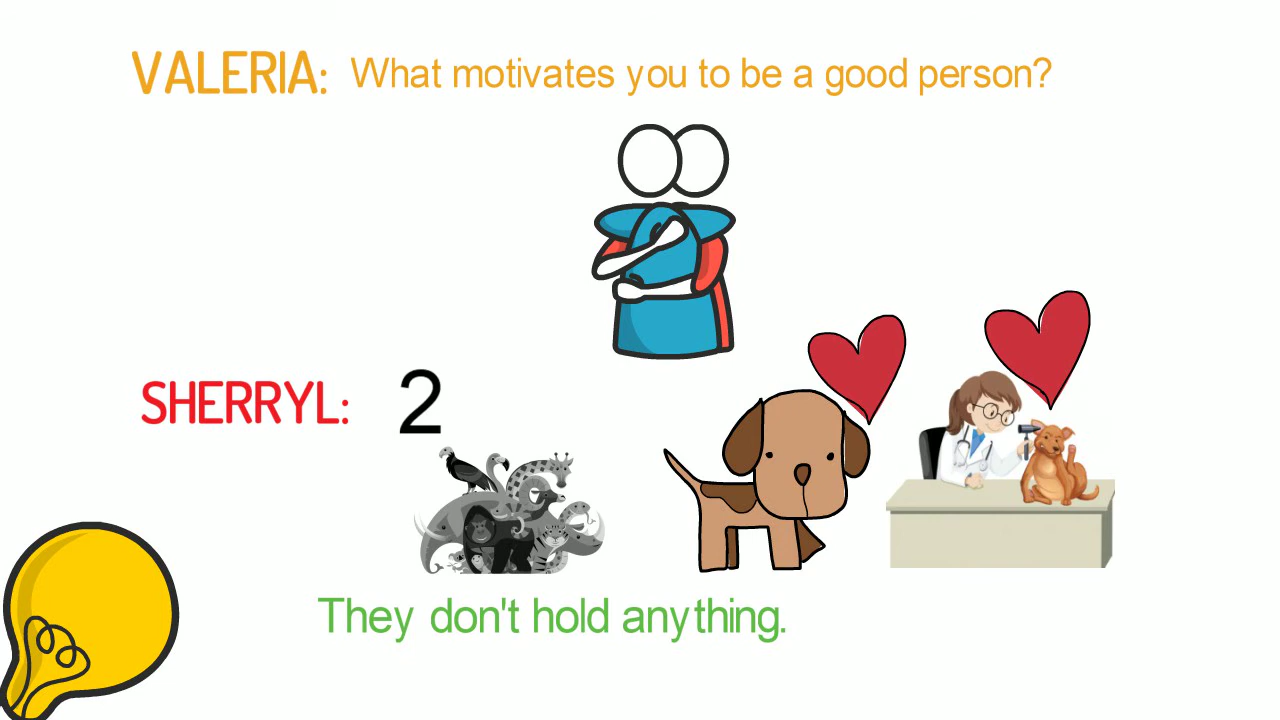 VALERIA: What motivates you to be a good person?
SHERRYL: 2
They don't hold anything.